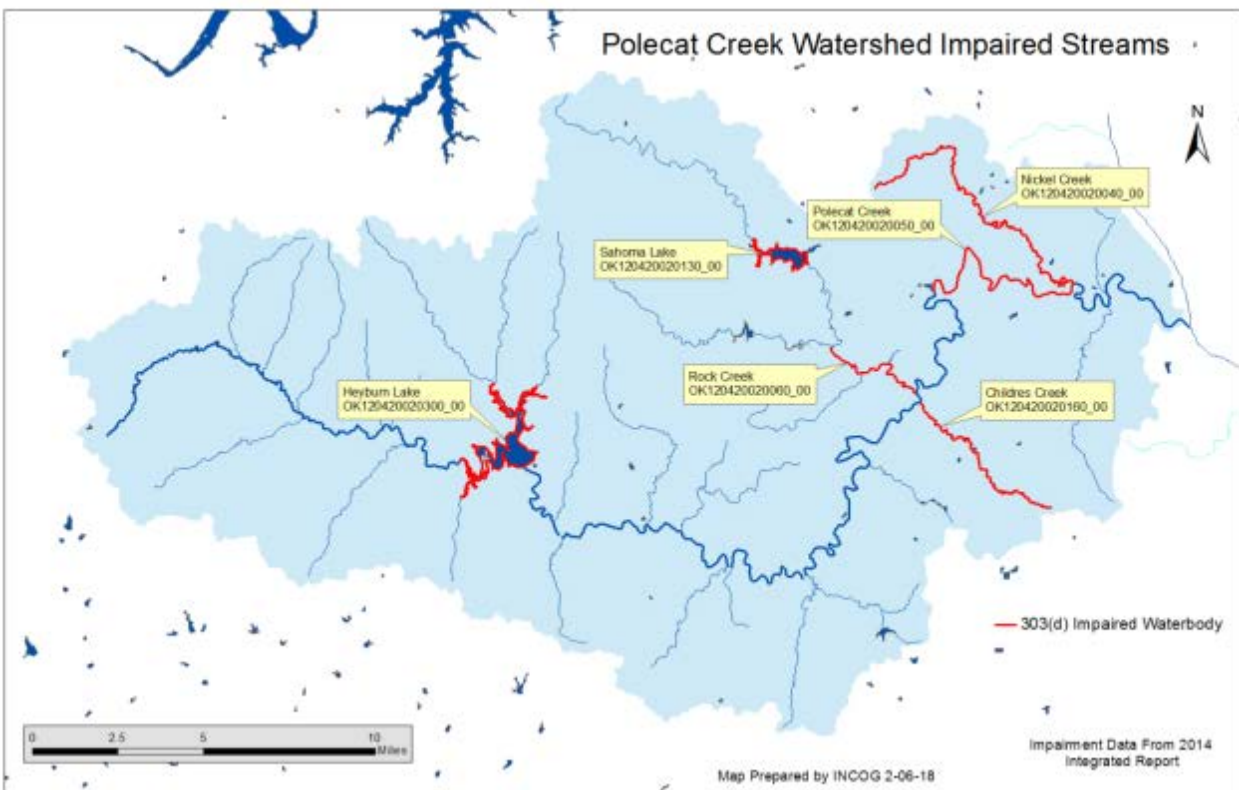 Polecat Creek Watershed Impaired Streams
N
Nickel Creek
OK120420020040_00
Polecat Creek
OK120420020050_00
Sahoma Lake
OK120420020130_00
Rock Creek
OK120420020060_00
Heyburn Lake
OK120420020300_00
Childres Creek
OK120420020160_00
303(d) Impaired Waterbody
0 2.5 5 10
Miles
Impairment Data From 2014
Integrated Report
Map Prepared by INCOG 2-06-18